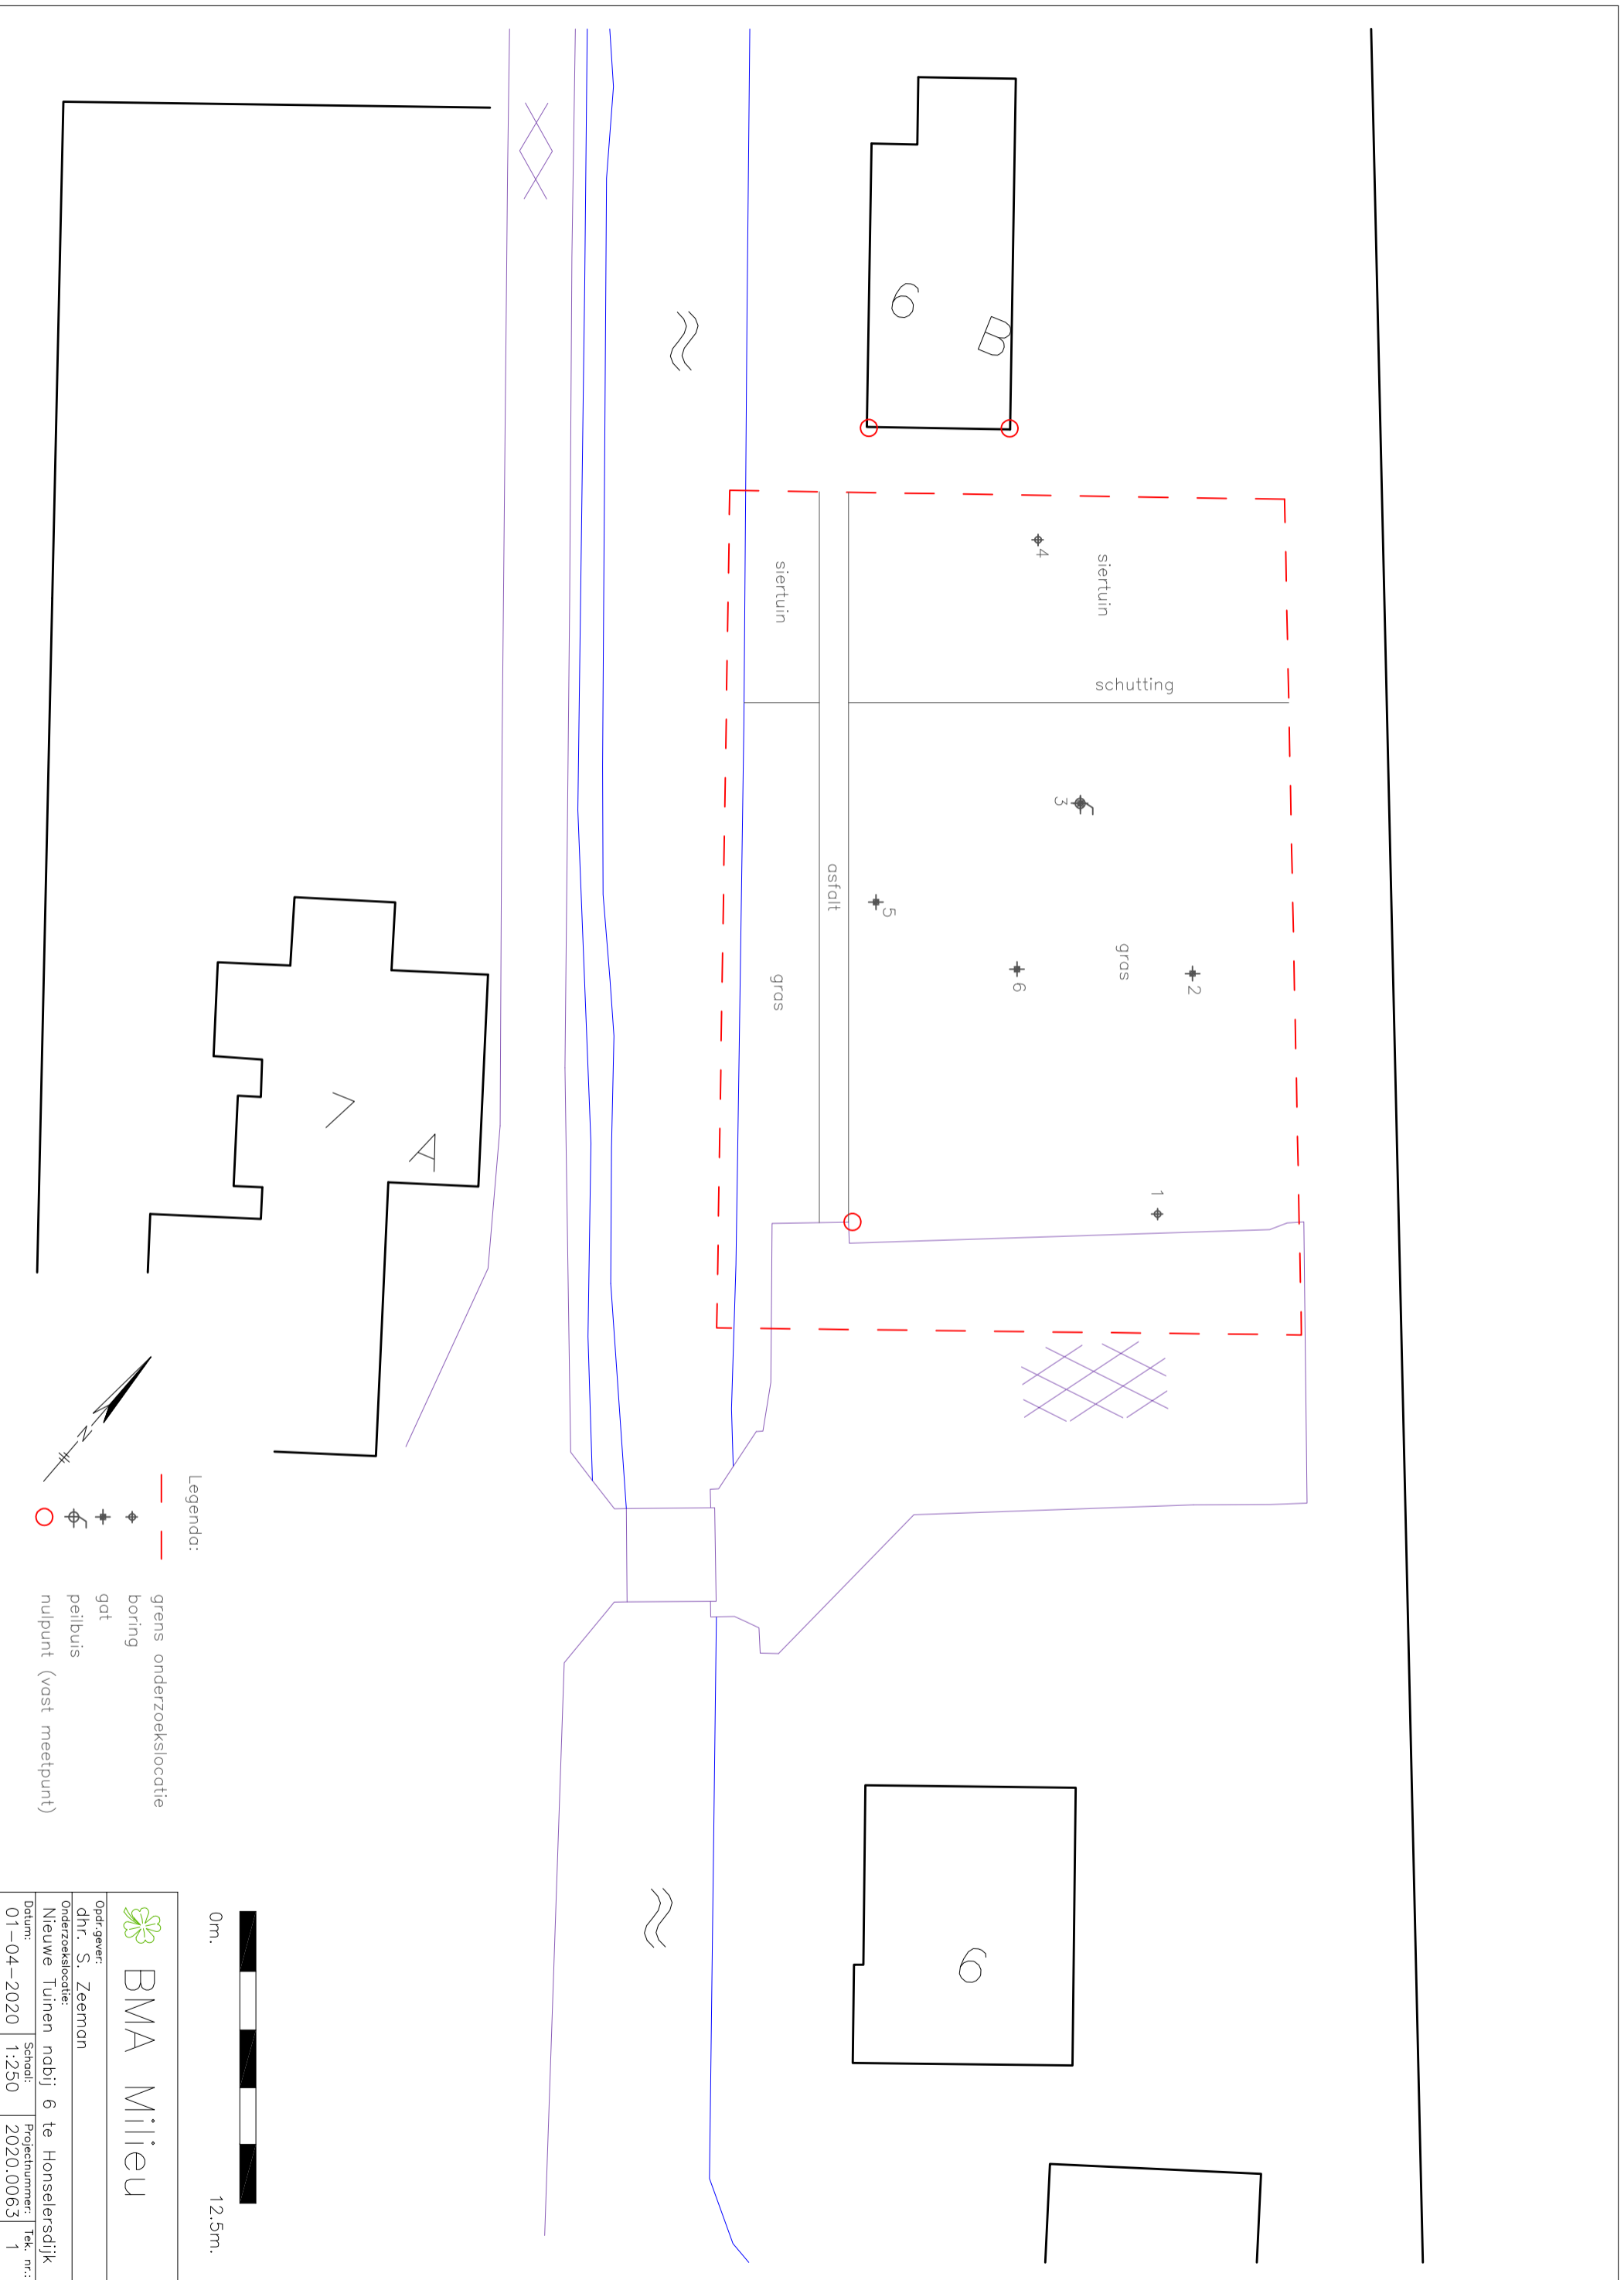 6
B
siertuin
siertuin
4
schutting
3
asfalt
5
gras
gras
6
2
1
7
A
6
N
Legenda:
grens onderzoekslocatie
boring
gat
peilbuis
nulpunt (vast meetpunt)
0m.
12.5m.
BMA Milieu
Opdr.gever:
dhr. S. Zeeman
Onderzoekslocatie:
Nieuwe Tuinen nabij 6 te Honselersdijk
Datum:
01-04-2020
Schaal:
1:250
Projectnummer:
2020.0063
Tek. nr.:
1